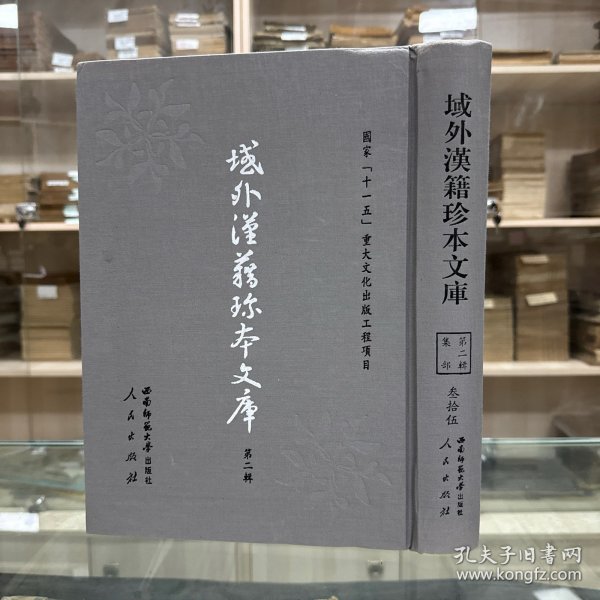 國家「十一五」重大文化出版工程項目
域外漢籍珍本文庫
第二輯
西南師範大學出版社
人民出版社
域外漢籍珍本文庫
第二輯
集部
叁拾伍
西南師範大學出版社
人民出版社
孔夫子旧书网
www.kongfz.com